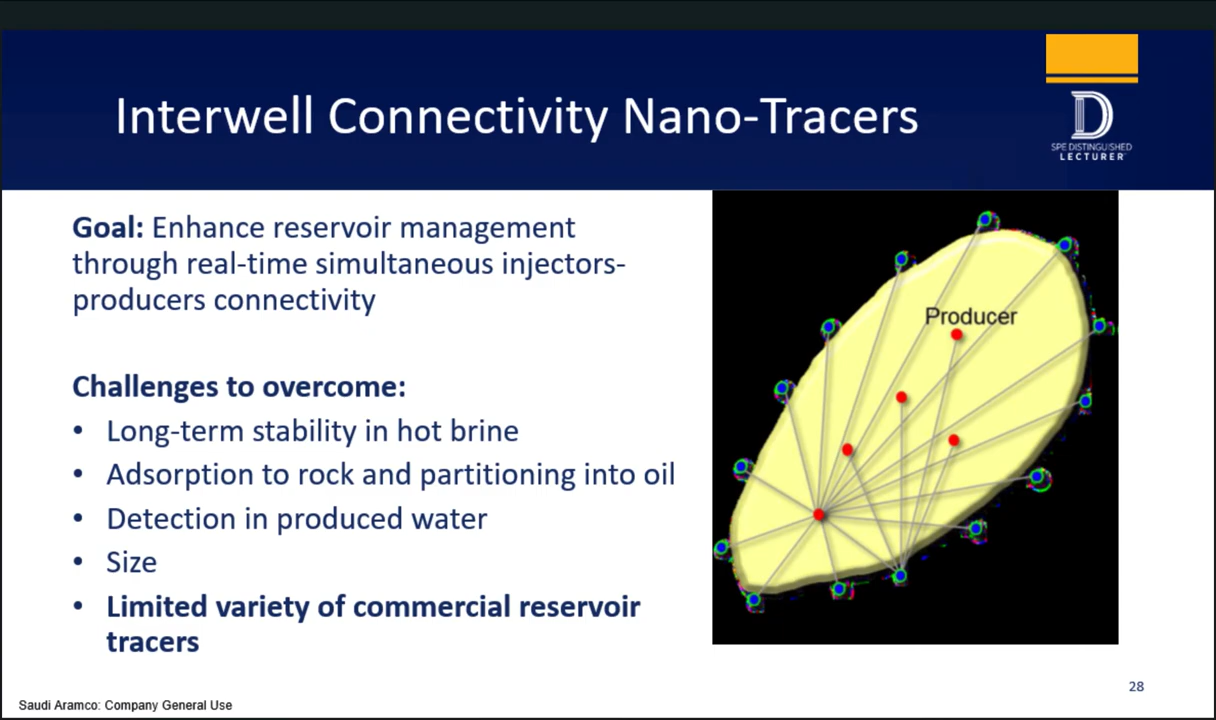 Interwell Connectivity Nano-Tracers
SPE DISTINGUISHED
LECTURER
Goal: Enhance reservoir management
through real-time simultaneous injectors-
producers connectivity
Challenges to overcome:
• Long-term stability in hot brine
• Adsorption to rock and partitioning into oil
• Detection in produced water
• Size
• Limited variety of commercial reservoir
tracers
Producer
28
Saudi Aramco: Company General Use